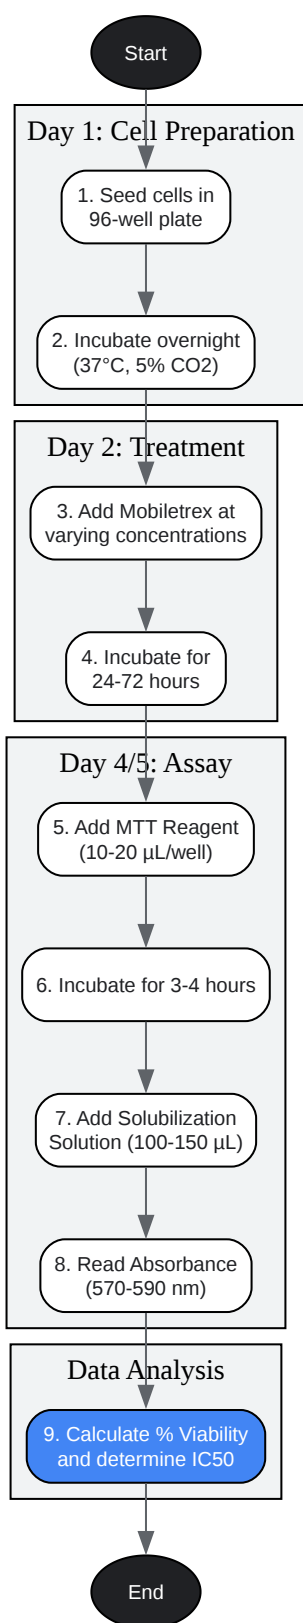 Start
Day 1: Cell Preparation
1. Seed cells in
96-well plate
2. Incubate overnight
(37°C, 5% CO2)
Day 2: Treatment
3. Add Mobiletrex at
varying concentrations
4. Incubate for
24-72 hours
Day 4/5: Assay
5. Add MTT Reagent
(10-20 µL/well)
6. Incubate for 3-4 hours
7. Add Solubilization
Solution (100-150 µL)
8. Read Absorbance
(570-590 nm)
Data Analysis
9. Calculate % Viability
and determine IC50
End